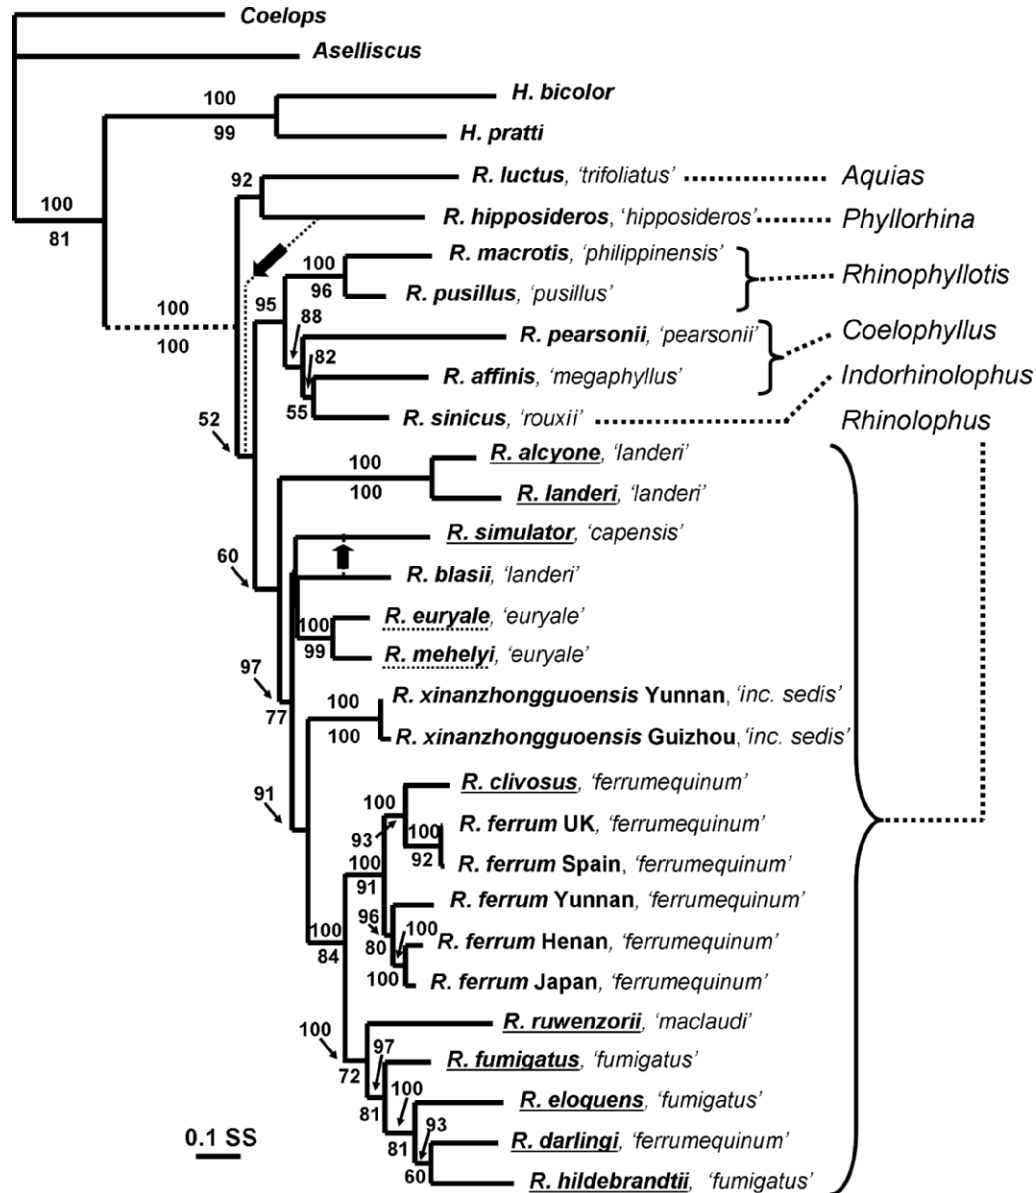 Coelops
Aselliscus
100
H. bicolor
99
H. pratti
100
81
92
R. luctus, ‘trifoliatus’
Aquias
R. hipposideros, ‘hipposideros’
Phyllorhina
100
R. macrotis, ‘philippinensis’
96
R. pusillus, ‘pusillus’
Rhinophyllotis
95
88
100
100
R. pearsonii, ‘pearsonii’
Coelophyllus
82
R. affinis, ‘megaphyllus’
Indorhinolophus
55
R. sinicus, ‘rouxii’
Rhinolophus
52
100
R. alcyone, ‘landeri’
100
R. landeri, ‘landeri’
R. simulator, ‘capensis’
60
R. blasii, ‘landeri’
100
R. euryale, ‘euryale’
99
R. mehelyi, ‘euryale’
97
77
100
R. xinanzhongguoensis Yunnan, ‘inc. sedis’
100
R. xinanzhongguoensis Guizhou, ‘inc. sedis’
91
R. clivosus, ‘ferrumequinum’
100
93
100
R. ferrum UK, ‘ferrumequinum’
92
R. ferrum Spain, ‘ferrumequinum’
100
91
R. ferrum Yunnan, ‘ferrumequinum’
96
80
100
R. ferrum Henan, ‘ferrumequinum’
100
R. ferrum Japan, ‘ferrumequinum’
100
84
R. ruwenzorii, ‘maclaudi’
100
72
97
R. fumigatus, ‘fumigatus’
81
100
R. eloquens, ‘fumigatus’
81
93
R. darlingi, ‘ferrumequinum’
60
R. hildebrandtii, ‘fumigatus’
0.1 SS